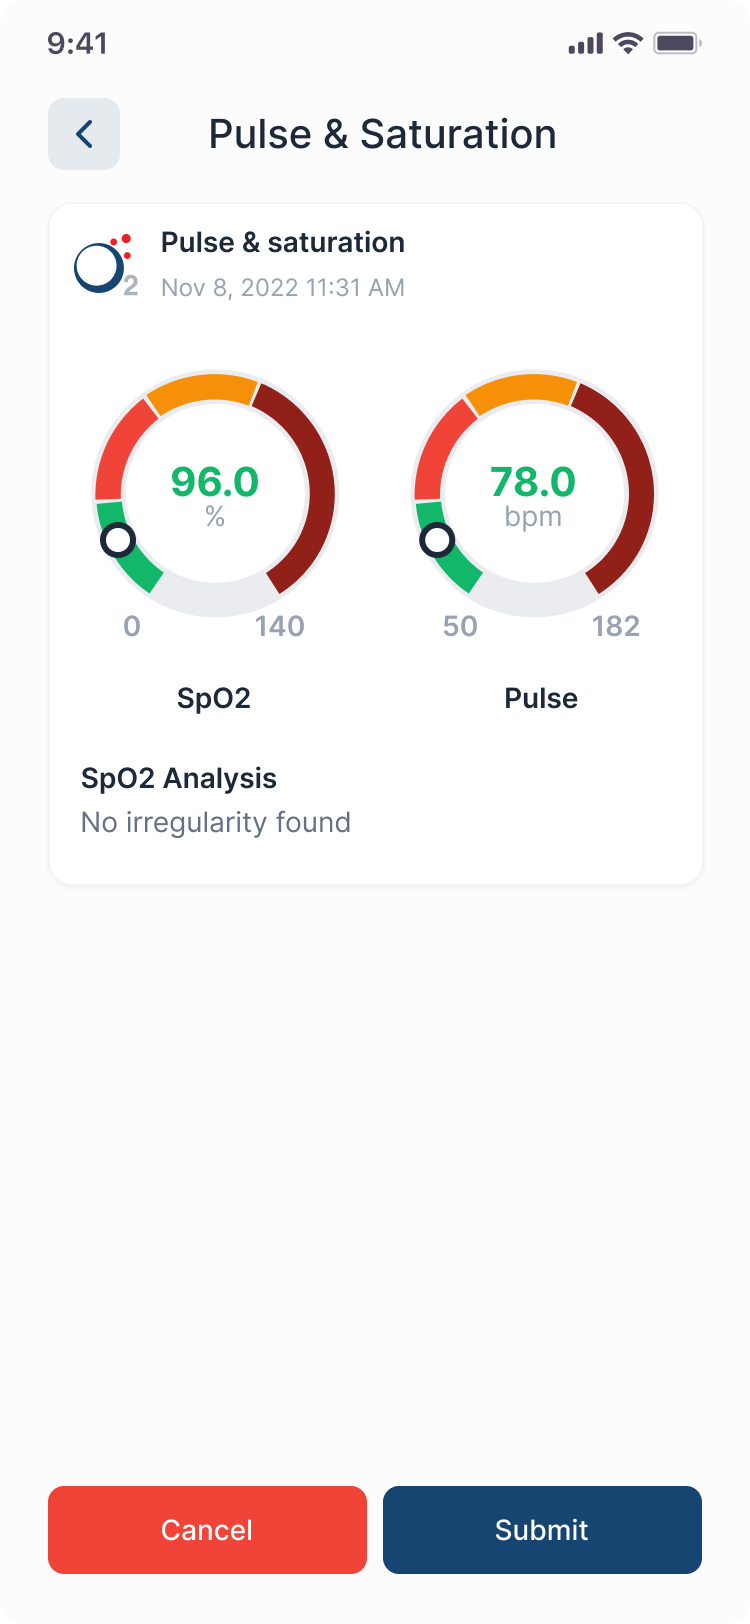 9:41
Pulse & Saturation
Pulse & saturation
2
Nov 8, 2022 11:31 AM
96.0
%
78.0
bpm
0
140
50
182
SpO2
Pulse
SpO2 Analysis
No irregularity found
Cancel
Submit